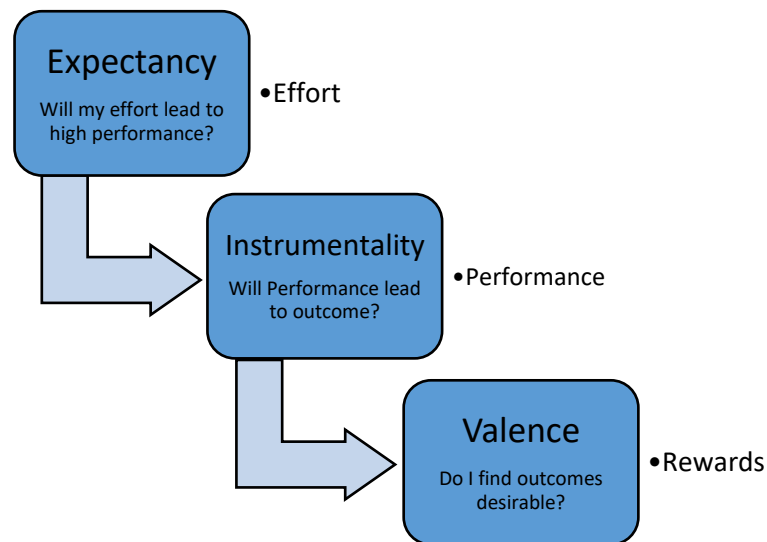 Expectancy
Will my effort lead to
high performance?
•Effort
Instrumentality
Will Performance lead
to outcome?
•Performance
Valence
Do I find outcomes
desirable?
•Rewards